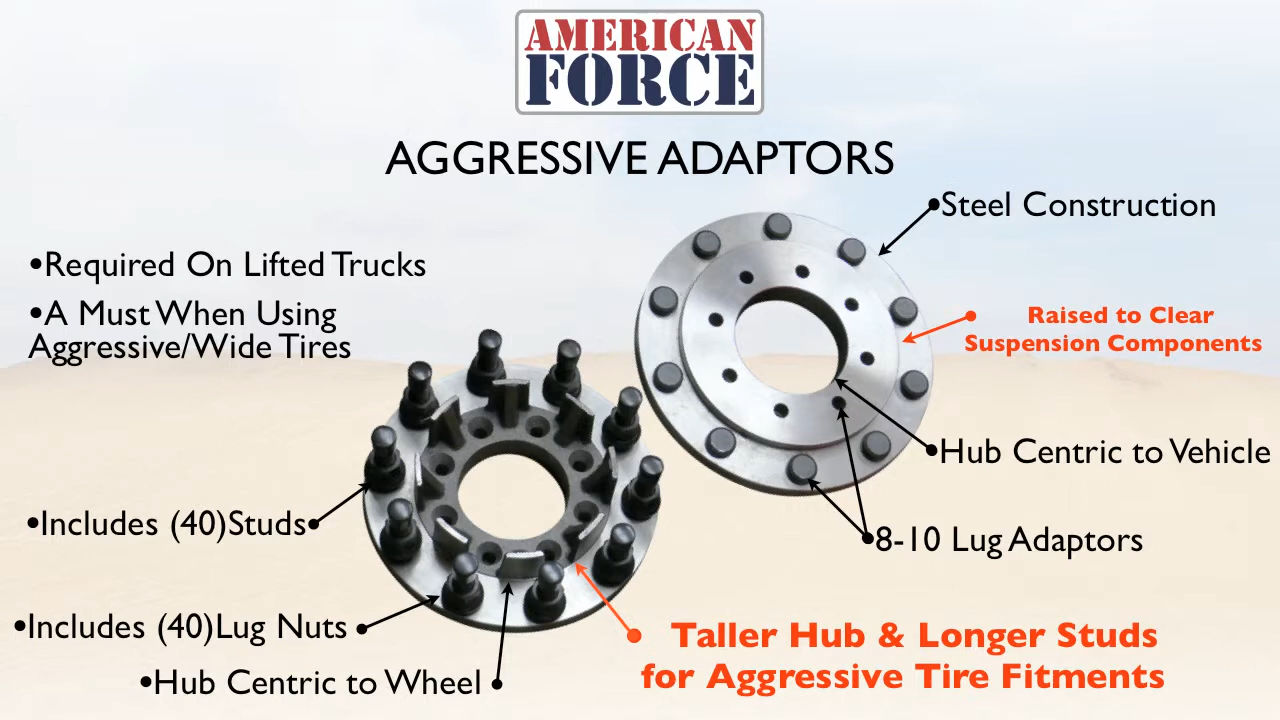 AMERICAN
FORCE
AGGRESSIVE ADAPTORS
•Steel Construction
•Required On Lifted Trucks
•A Must When Using
Aggressive/Wide Tires
Raised to Clear
Suspension Components
•Hub Centric to Vehicle
•Includes (40)Studs
•8-10 Lug Adaptors
•Includes (40)Lug Nuts
•Hub Centric to Wheel
• Taller Hub & Longer Studs
for Aggressive Tire Fitments